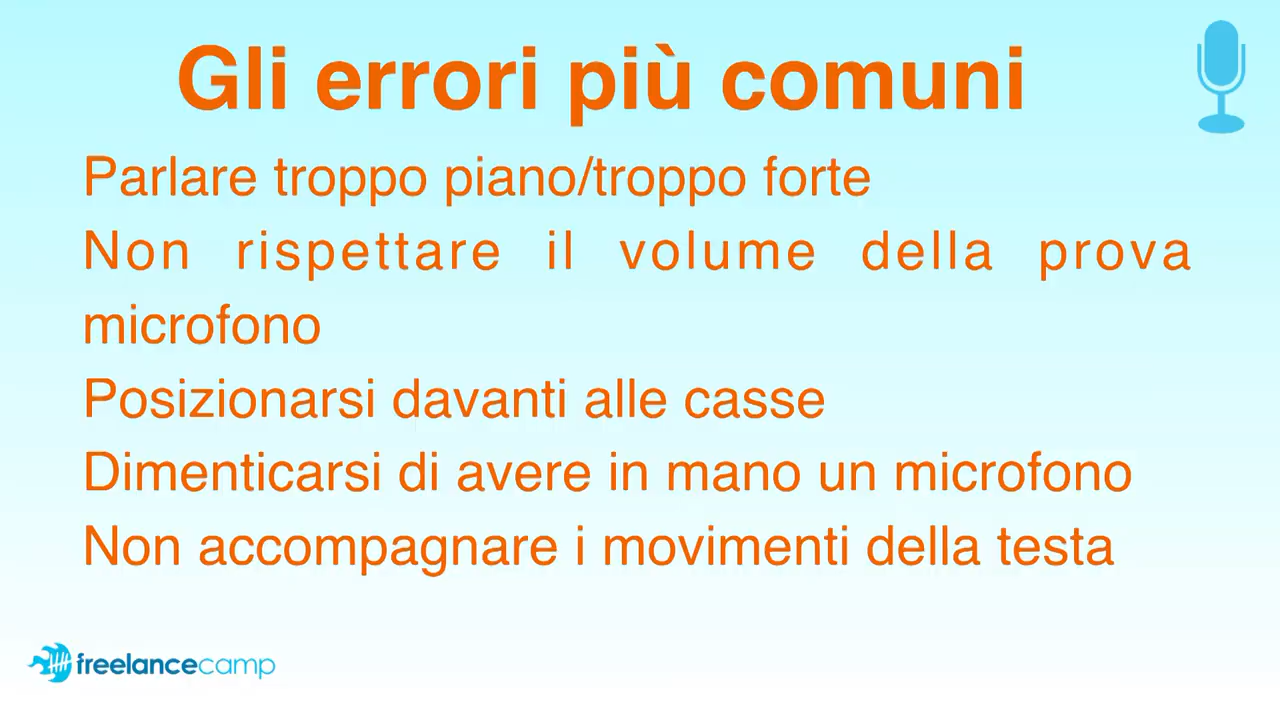 Gli errori più comuni
Parlare troppo piano/troppo forte
Non rispettare il volume della prova
microfono
Posizionarsi davanti alle casse
Dimenticarsi di avere in mano un microfono
Non accompagnare i movimenti della testa
freelancecamp